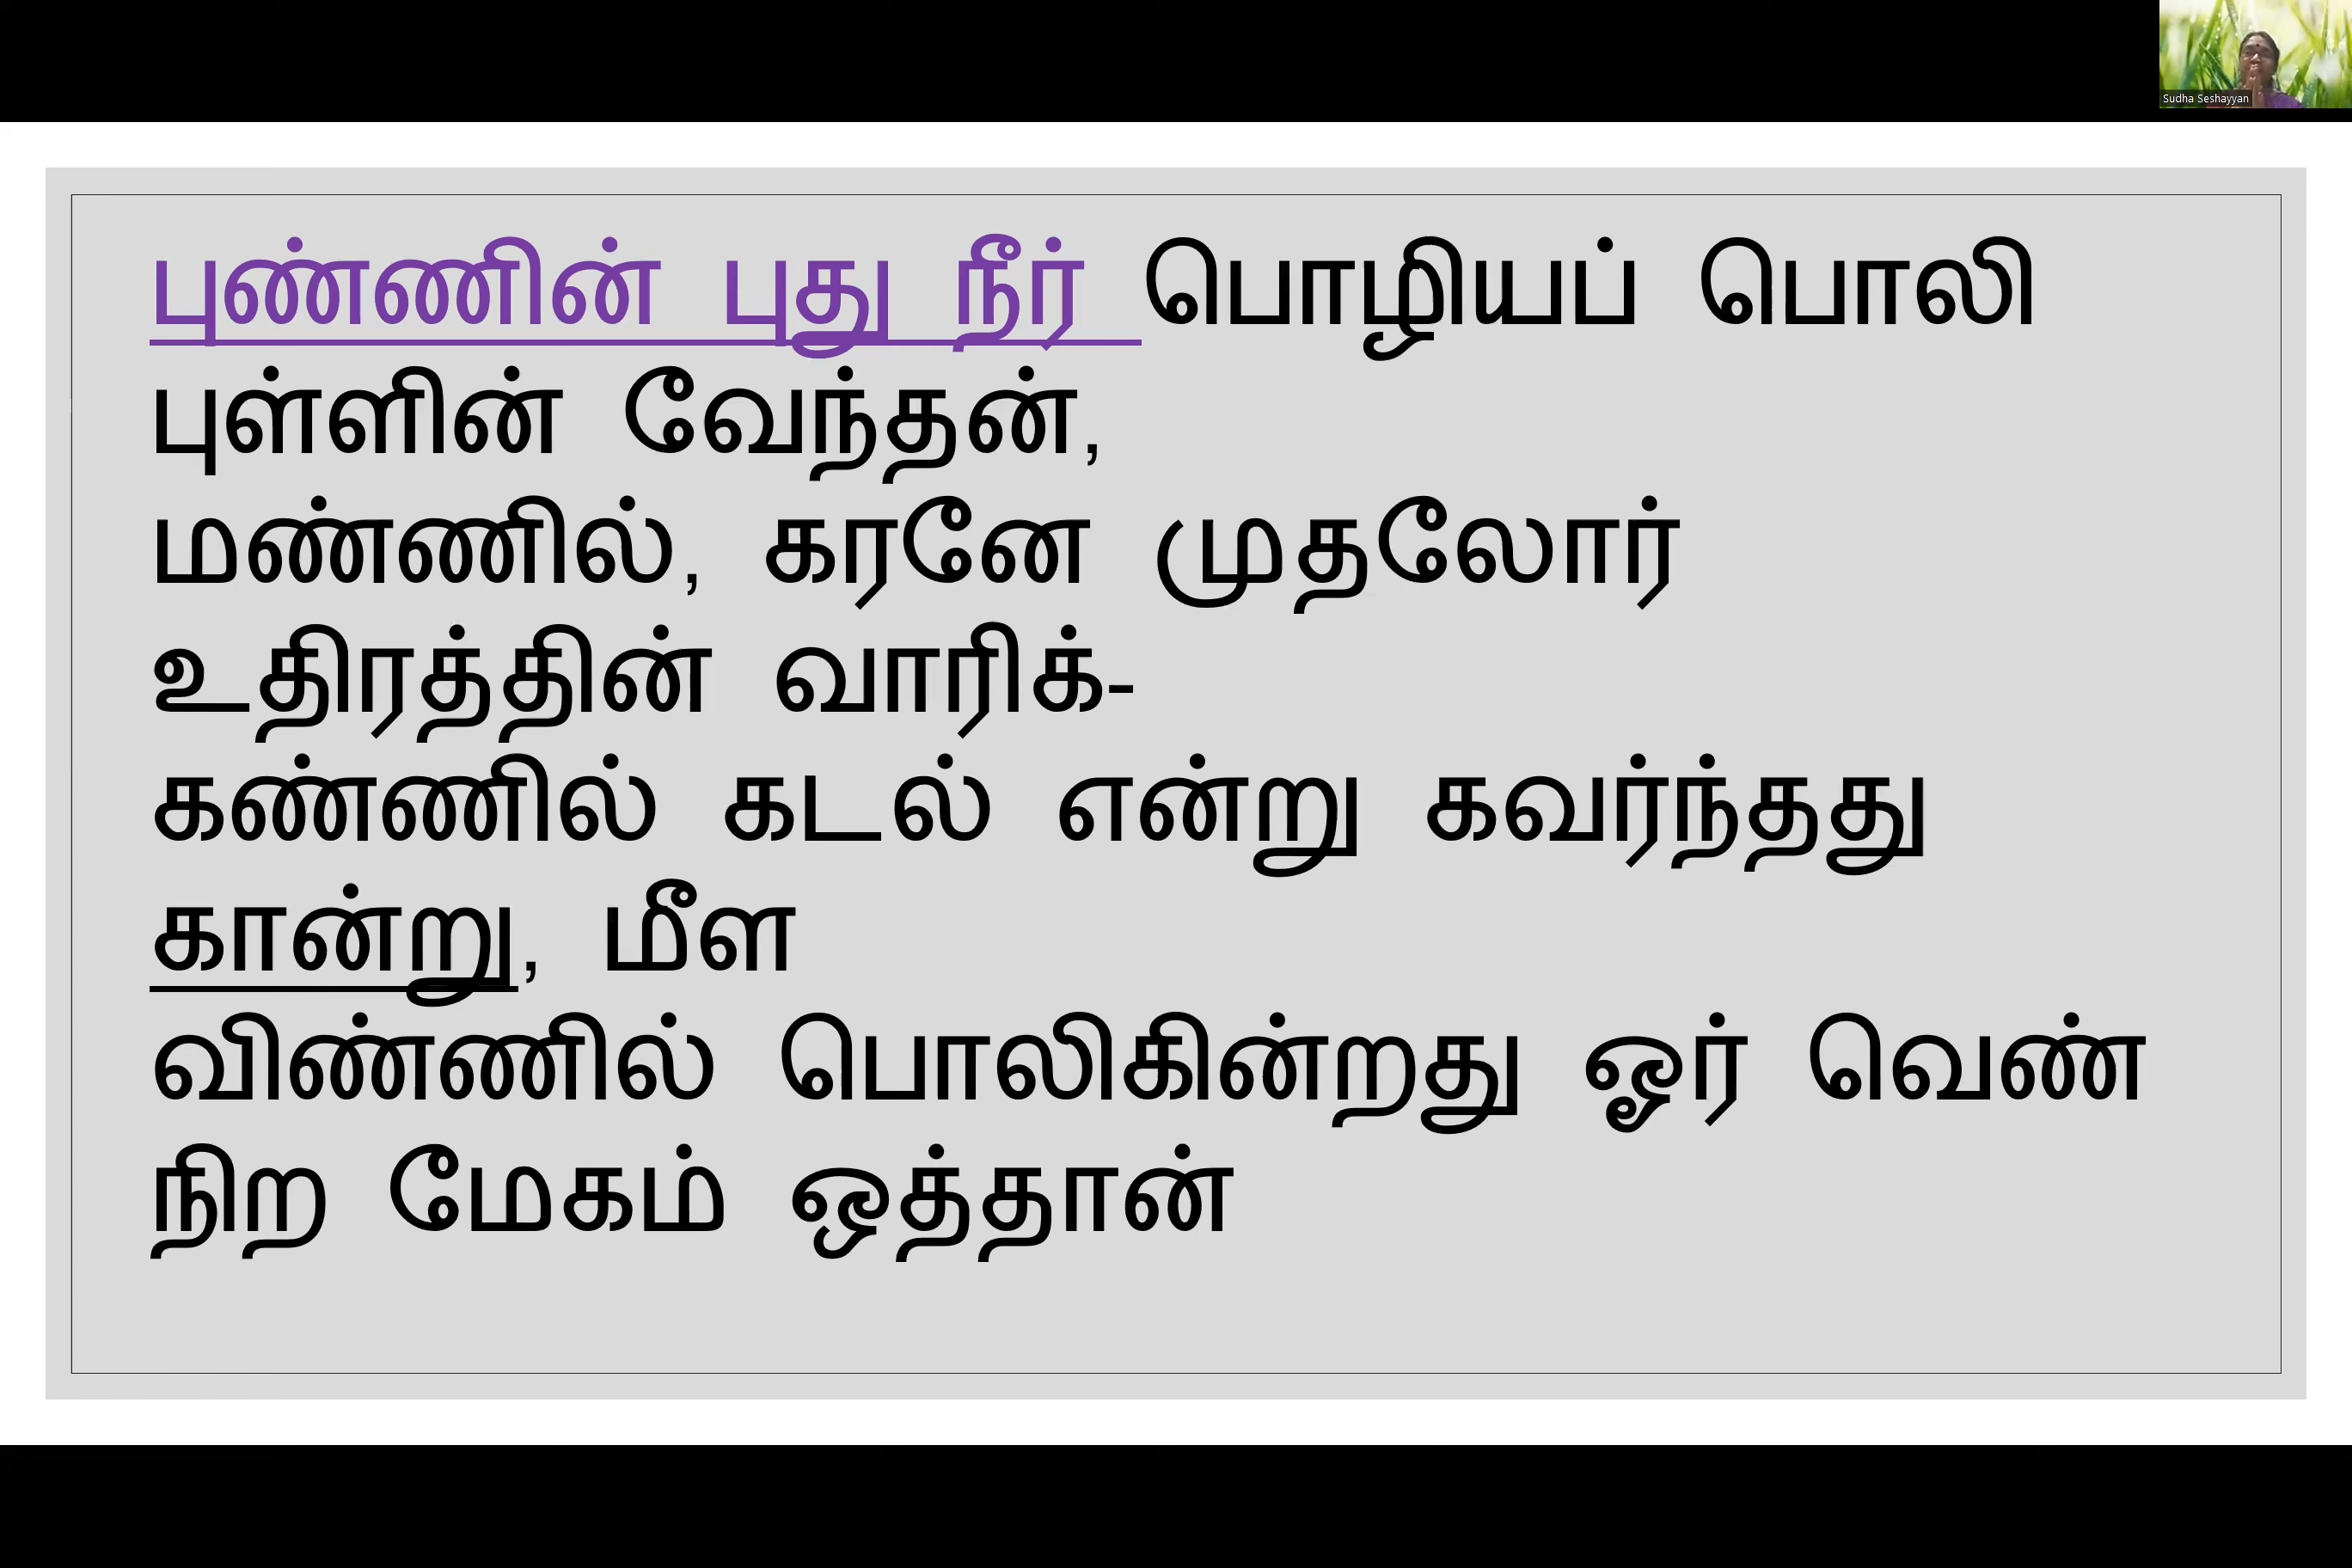 Sudha Seshayyan
புண்ணின் புது நீர் பொழியப் பொலி
புள்ளின் வேந்தன்,
மண்ணில், கரனே முதலோர்
உதிரத்தின் வாரிக்-
கண்ணில் கடல் என்று கவர்ந்தது
கான்று, மீள
விண்ணில் பொலிகின்றது ஓர் வெண்
நிற மேகம் ஒத்தான்